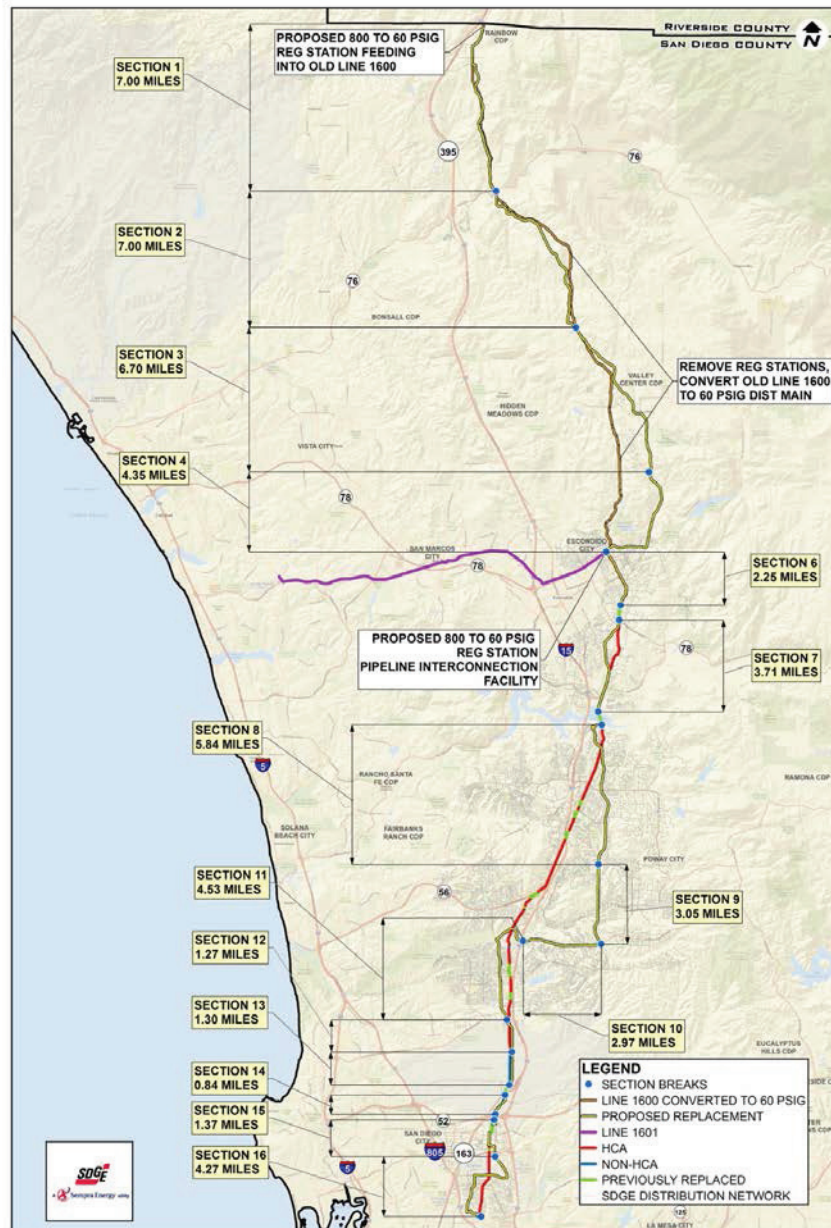 RIVERSIDE COUNTY
SAN DIEGO COUNTY
N
PROPOSED 800 TO 60 PSIG
REG STATION FEEDING
INTO OLD LINE 1600
RAINBOW
CDP
SECTION 1
7.00 MILES
395
76
SECTION 2
7.00 MILES
76
BONSALL CDP
SECTION 3
6.70 MILES
REMOVE REG STATIONS,
CONVERT OLD LINE 1600
TO 60 PSIG DIST MAIN
VALLEY
CENTER CDP
HIDDEN
MEADOWS CDP
VISTA CITY
SECTION 4
4.35 MILES
78
ESCONDIDO
CITY
SAN MARCOS
CITY
78
SECTION 6
2.25 MILES
PROPOSED 800 TO 60 PSIG
REG STATION
PIPELINE INTERCONNECTION
FACILITY
15
78
SECTION 7
3.71 MILES
SECTION 8
5.84 MILES
5
RANCHO SANTA
FE CDP
RAMONA CDP
SOLANA
BEACH CITY
FAIRBANKS
RANCH CDP
POWAY CITY
SECTION 11
4.53 MILES
56
SECTION 9
3.05 MILES
SECTION 12
1.27 MILES
SECTION 13
1.30 MILES
SECTION 10
2.97 MILES
EUCALYPTUS
HILLS CDP
SECTION 14
0.84 MILES
SECTION 15
1.37 MILES
52
SAN DIEGO
CITY
805
163
SECTION 16
4.27 MILES
5
LEGEND
SECTION BREAKS
LINE 1600 CONVERTED TO 60 PSIG
PROPOSED REPLACEMENT
LINE 1601
HCA
NON-HCA
PREVIOUSLY REPLACED
SDGE DISTRIBUTION NETWORK
125
LA MESA CITY
SDGE
A Sempra Energy utility